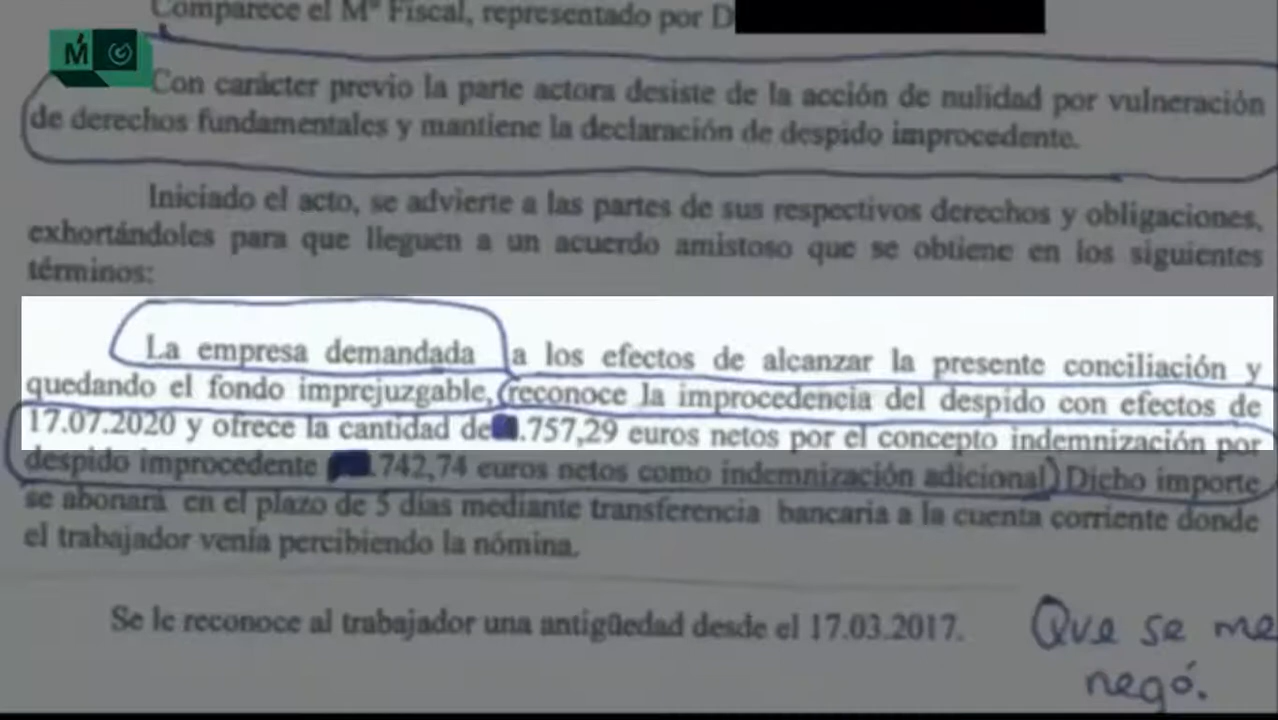 Comparece el Mº Fiscal, representado por D
M
Con carácter previo la parte actora desiste de la acción de nulidad por vulneración
de derechos fundamentales y mantiene la declaración de despido improcedente.
Iniciado el acto, se advierte a las partes de sus respectivos derechos y obligaciones,
exhortándoles para que lleguen a un acuerdo amistoso que se obtiene en los siguientes
términos:
La empresa demandada a los efectos de alcanzar la presente conciliación y
quedando el fondo imprejuzgable, reconoce la improcedencia del despido con efectos de
17.07.2020 y ofrece la cantidad de .757,29 euros netos por el concepto indemnización por
despido improcedente .742,74 euros netos como indemnización adicional. Dicho importe
se abonará en el plazo de 5 días mediante transferencia bancaria a la cuenta corriente donde
el trabajador venía percibiendo la nómina.
Se le reconoce al trabajador una antigüedad desde el 17.03.2017.
Que se me
negó.